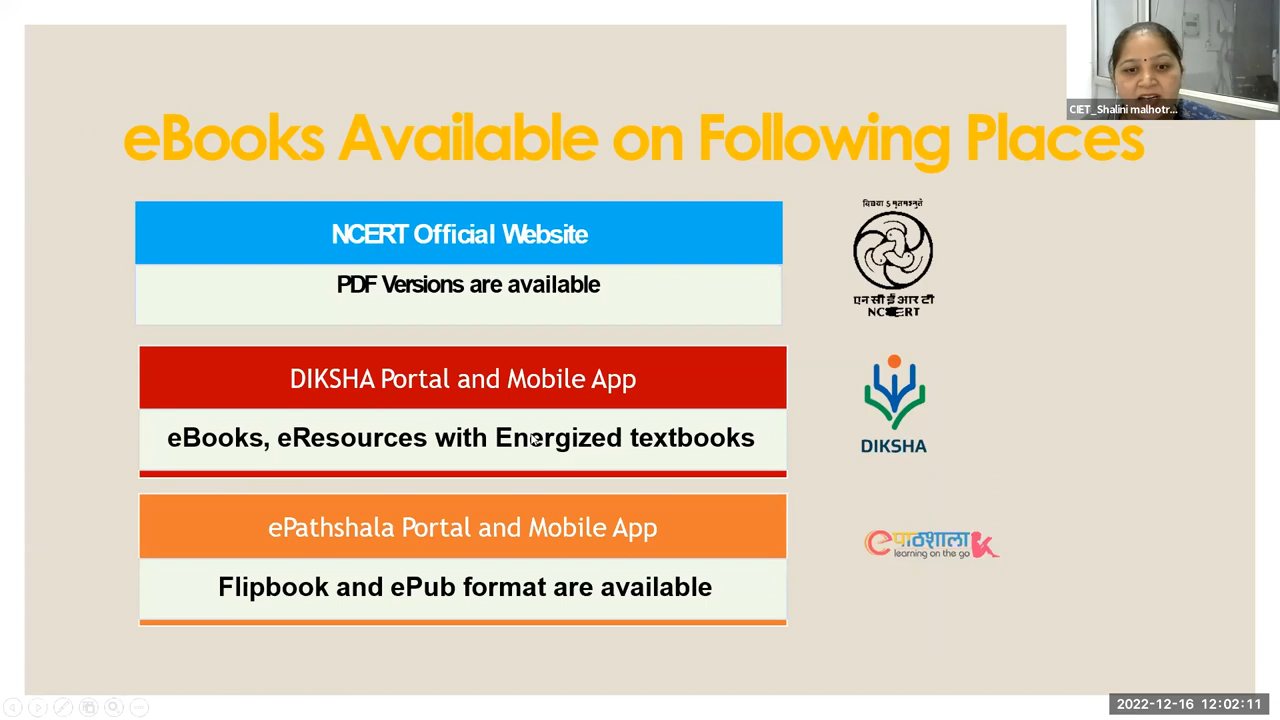 eBooks Available on Following Places
CIET_Shalini malhotr...
NCERT Official Website
PDF Versions are available
एन सी ई आर टी
DIKSHA Portal and Mobile App
eBooks, eResources with Energized textbooks
DIKSHA
ePathshala Portal and Mobile App
Flipbook and ePub format are available
eपाठशाला
learning on the go
2022-12-16 12:02:11